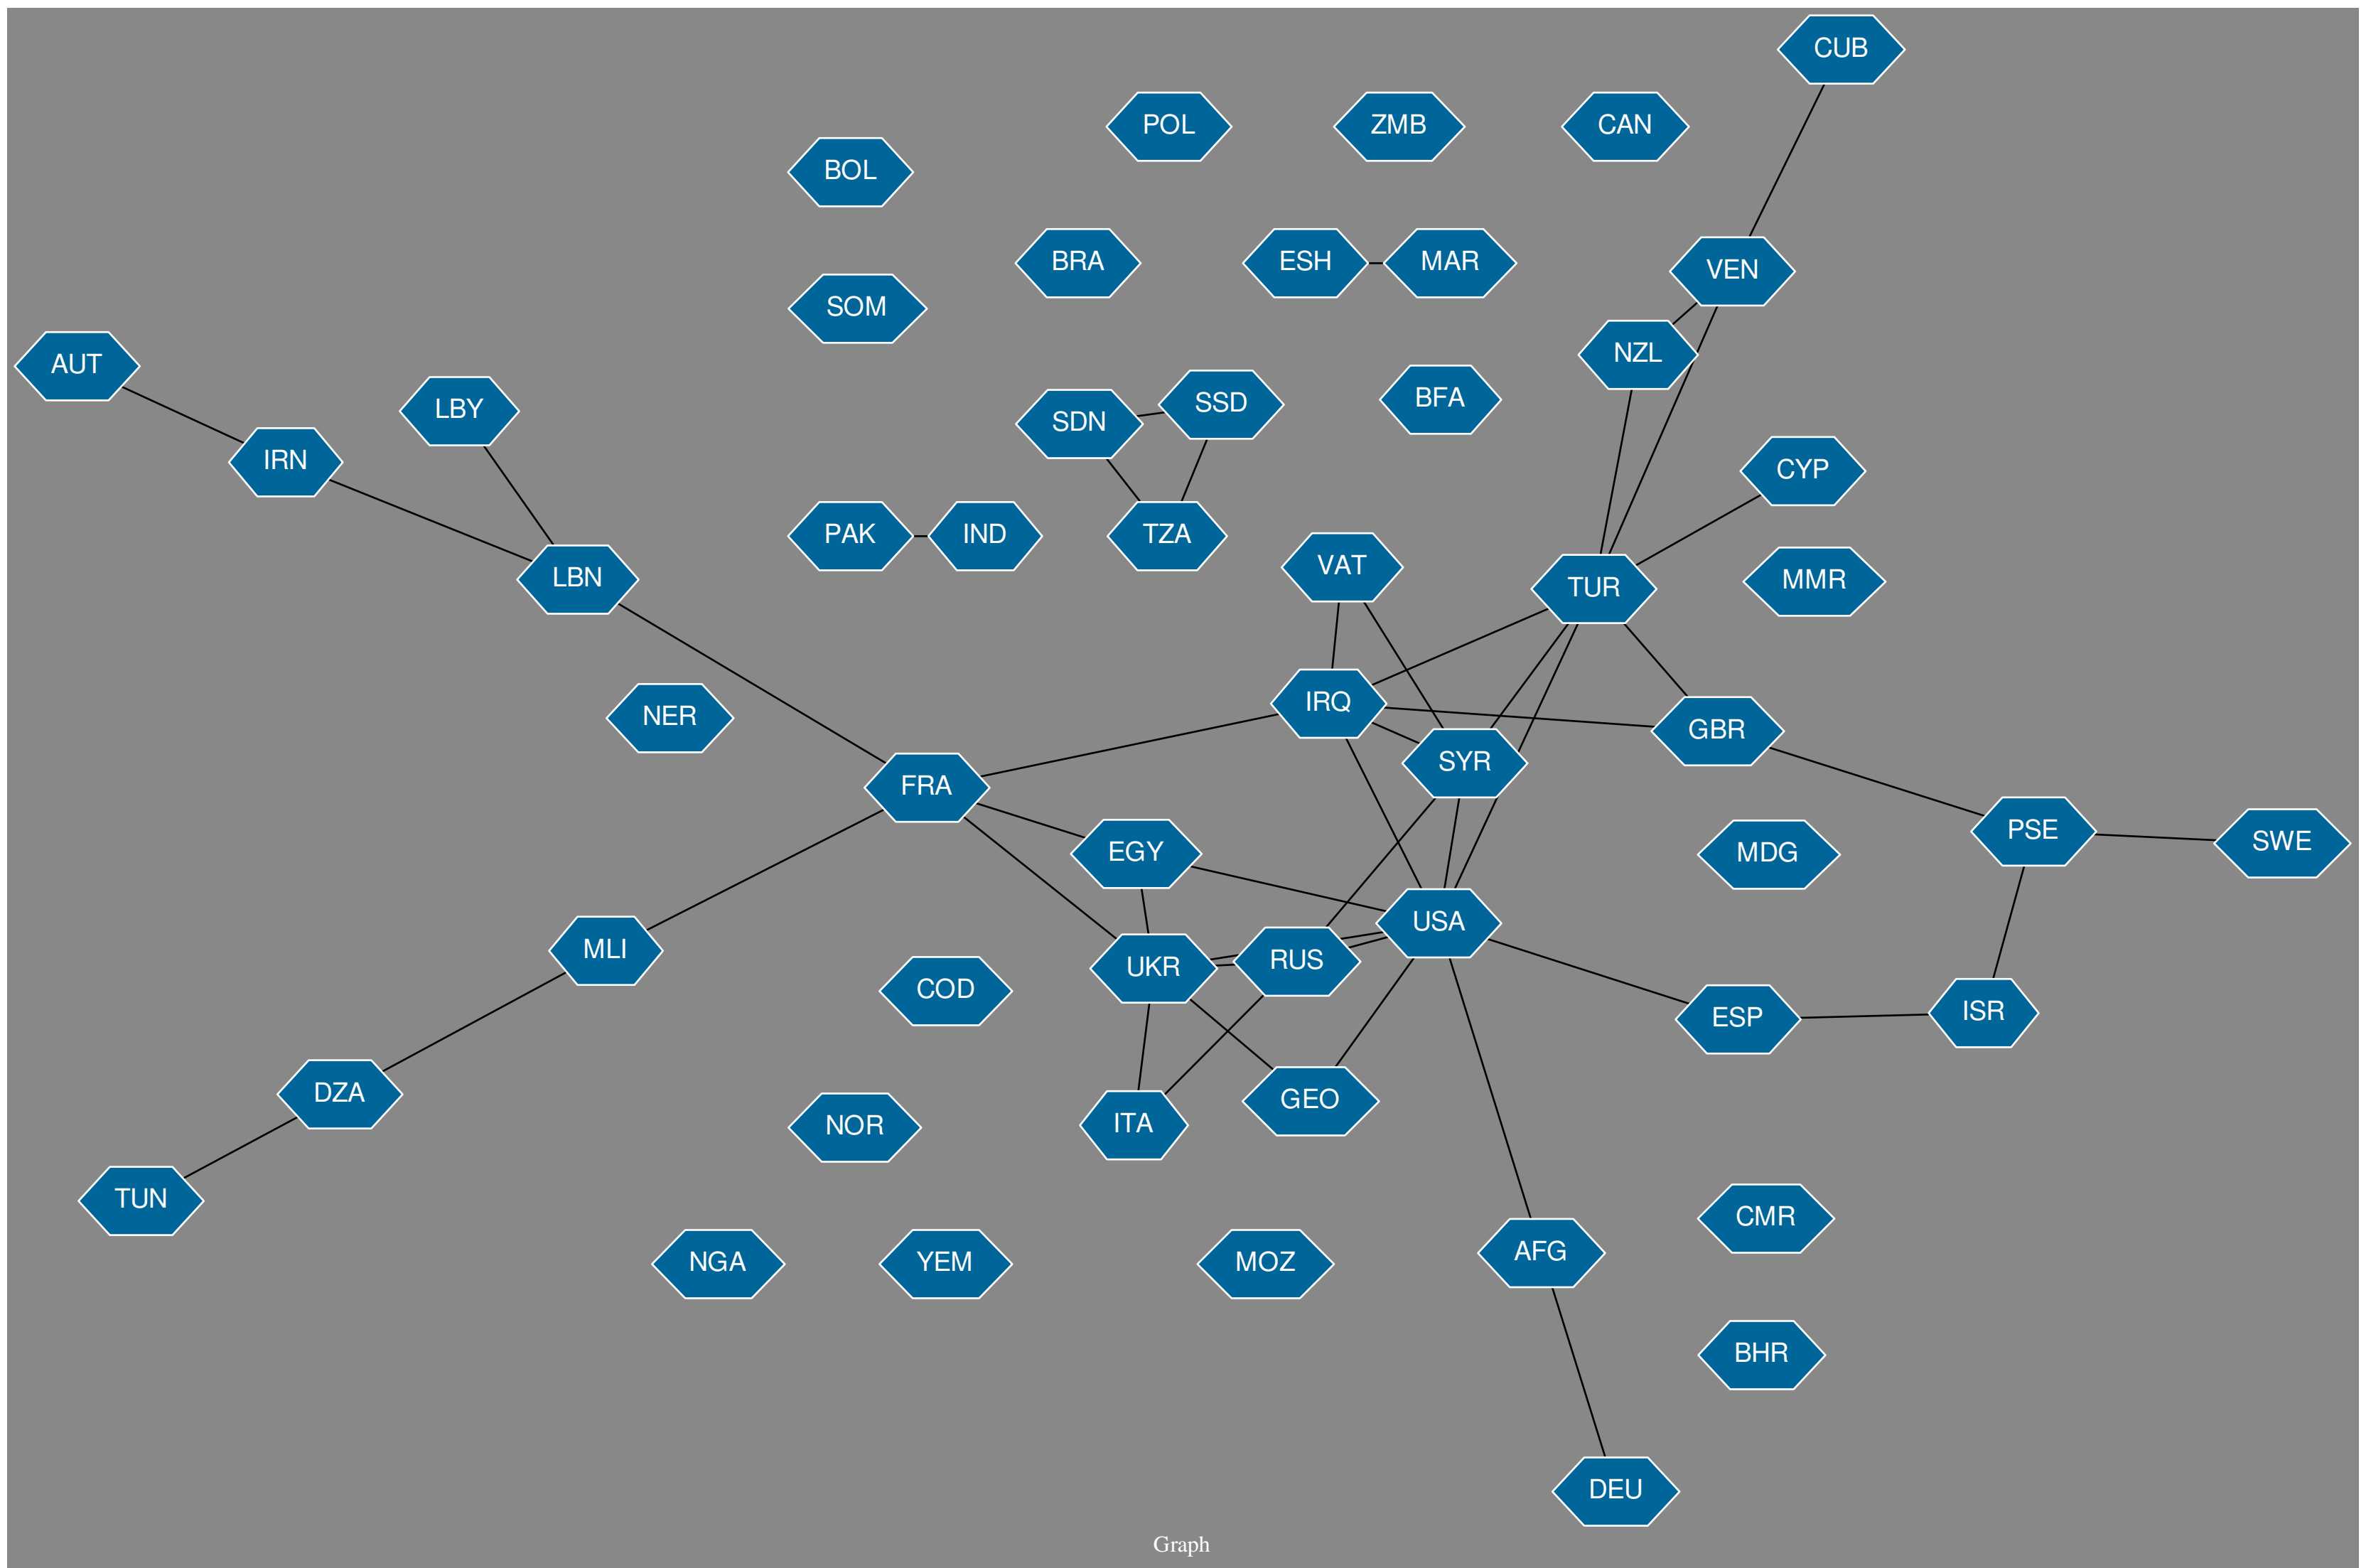 CUB
POL
ZMB
CAN
BOL
BRA
ESH
MAR
VEN
SOM
NZL
AUT
LBY
SDN
SSD
BFA
IRN
CYP
PAK
IND
TZA
VAT
LBN
TUR
MMR
NER
IRQ
GBR
FRA
SYR
EGY
MDG
PSE
SWE
MLI
USA
UKR
RUS
COD
ESP
ISR
DZA
NOR
ITA
GEO
TUN
NGA
YEM
MOZ
AFG
CMR
BHR
DEU
Graph